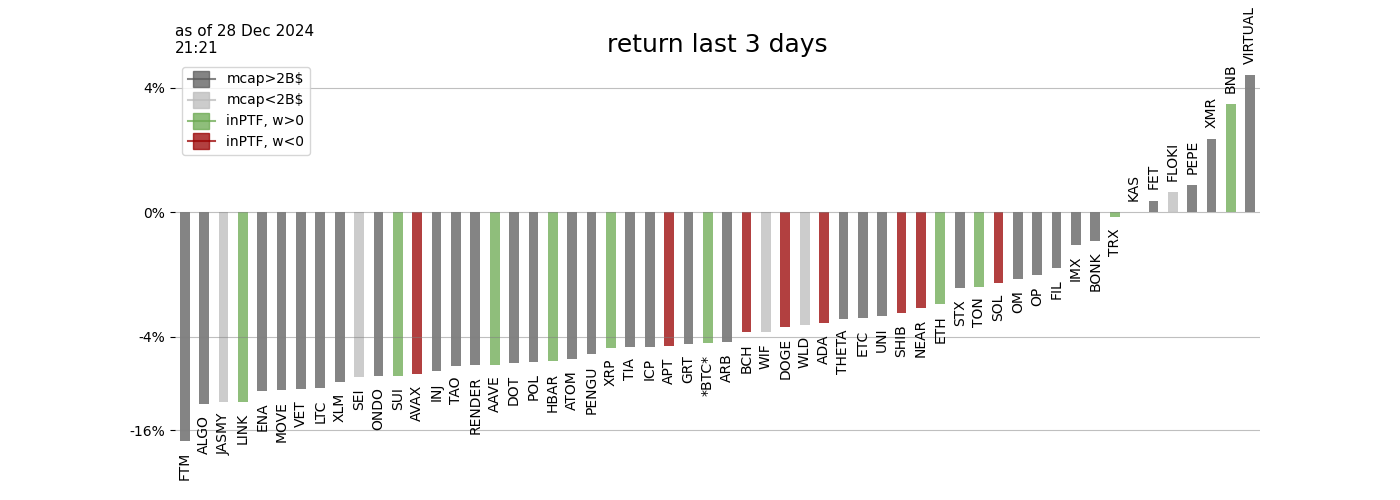 as of 28 Dec 2024
21:21
return last 3 days
mcap>2B$
mcap<2B$
inPTF, w>0
inPTF, w<0
4%
0%
-4%
-16%
FTM
ALGO
JASMY
LINK
ENA
MOVE
VET
LTC
XLM
SEI
ONDO
SUI
AVAX
INJ
TAO
RENDER
AAVE
DOT
POL
HBAR
ATOM
PENGU
XRP
TIA
ICP
APT
GRT
*BTC*
ARB
BCH
WIF
DOGE
WLD
ADA
THETA
ETC
UNI
SHIB
NEAR
ETH
STX
TON
SOL
OM
OP
FIL
IMX
BONK
TRX
KAS
FET
FLOKI
PEPE
XMR
BNB
VIRTUAL